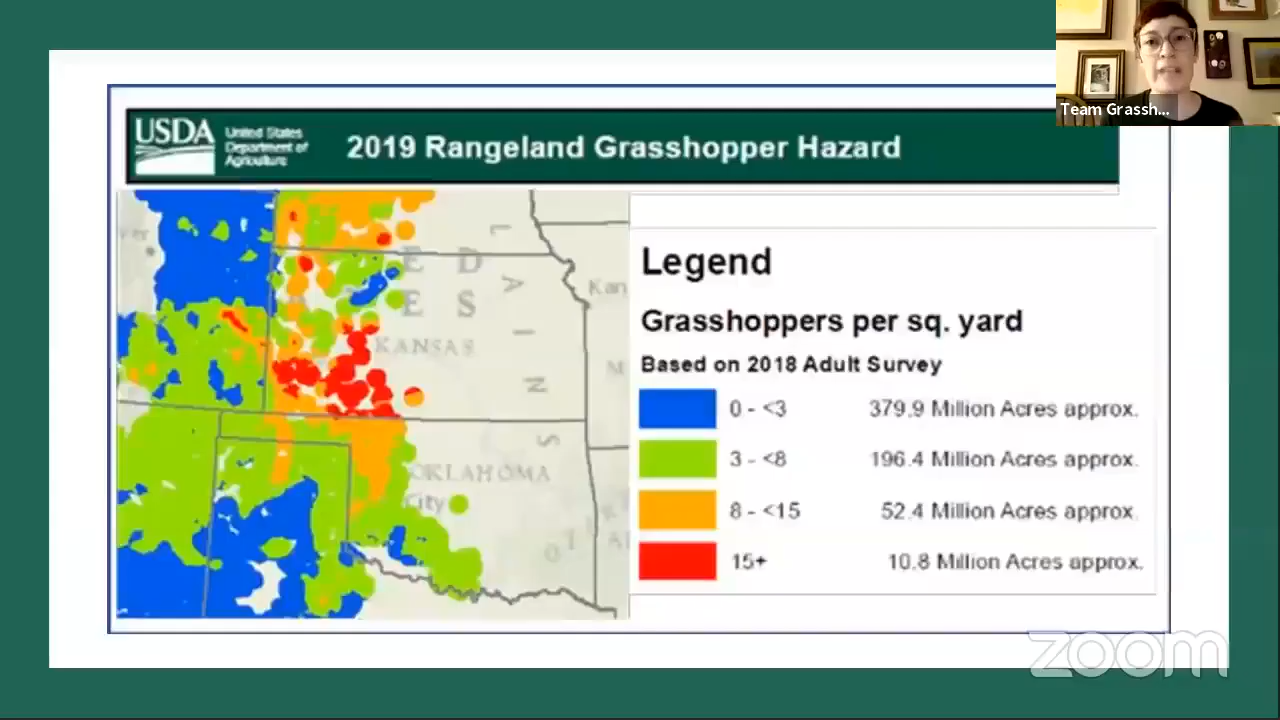 Team Grassh...
USDA
United States
Department of
Agriculture
2019 Rangeland Grasshopper Hazard
E D
E S
L
A
I
N
S
Kan
KANSAS
OKLAHOMA
City
Legend
Grasshoppers per sq. yard
Based on 2018 Adult Survey
0 - <3 379.9 Million Acres approx.
3 - <8 196.4 Million Acres approx.
8 - <15 52.4 Million Acres approx.
15+ 10.8 Million Acres approx.
zoom